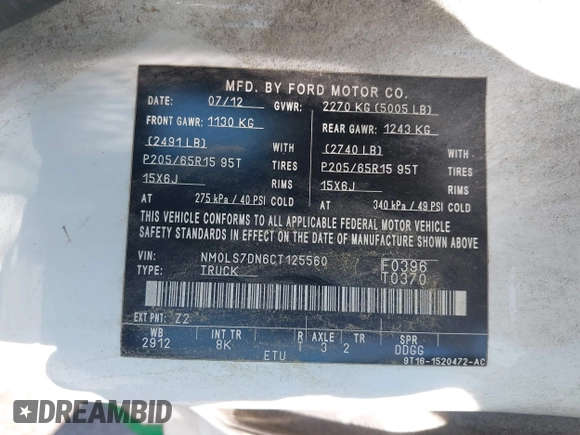 MFD. BY FORD MOTOR CO.
DATE: 07/12 GVWR: 2270 KG (5005 LB)
FRONT GAWR: 1130 KG REAR GAWR: 1243 KG
(2491 LB) WITH (2740 LB) WITH
P205/65R15 95T TIRES P205/65R15 95T TIRES
15X6J RIMS 15X6J RIMS
AT 275 kPa / 40 PSI COLD AT 340 kPa / 49 PSI COLD
THIS VEHICLE CONFORMS TO ALL APPLICABLE FEDERAL MOTOR VEHICLE
SAFETY STANDARDS IN EFFECT ON THE DATE OF MANUFACTURE SHOWN ABOVE.
VIN: NM0LS7DN6CT125560 F0396
TYPE: TRUCK T0370
EXT PNT: Z2
WB INT TR R AXLE TR SPR
2912 8K T 3 2 DDGG
ETU
9T16-1520472-AC
DREAMBID